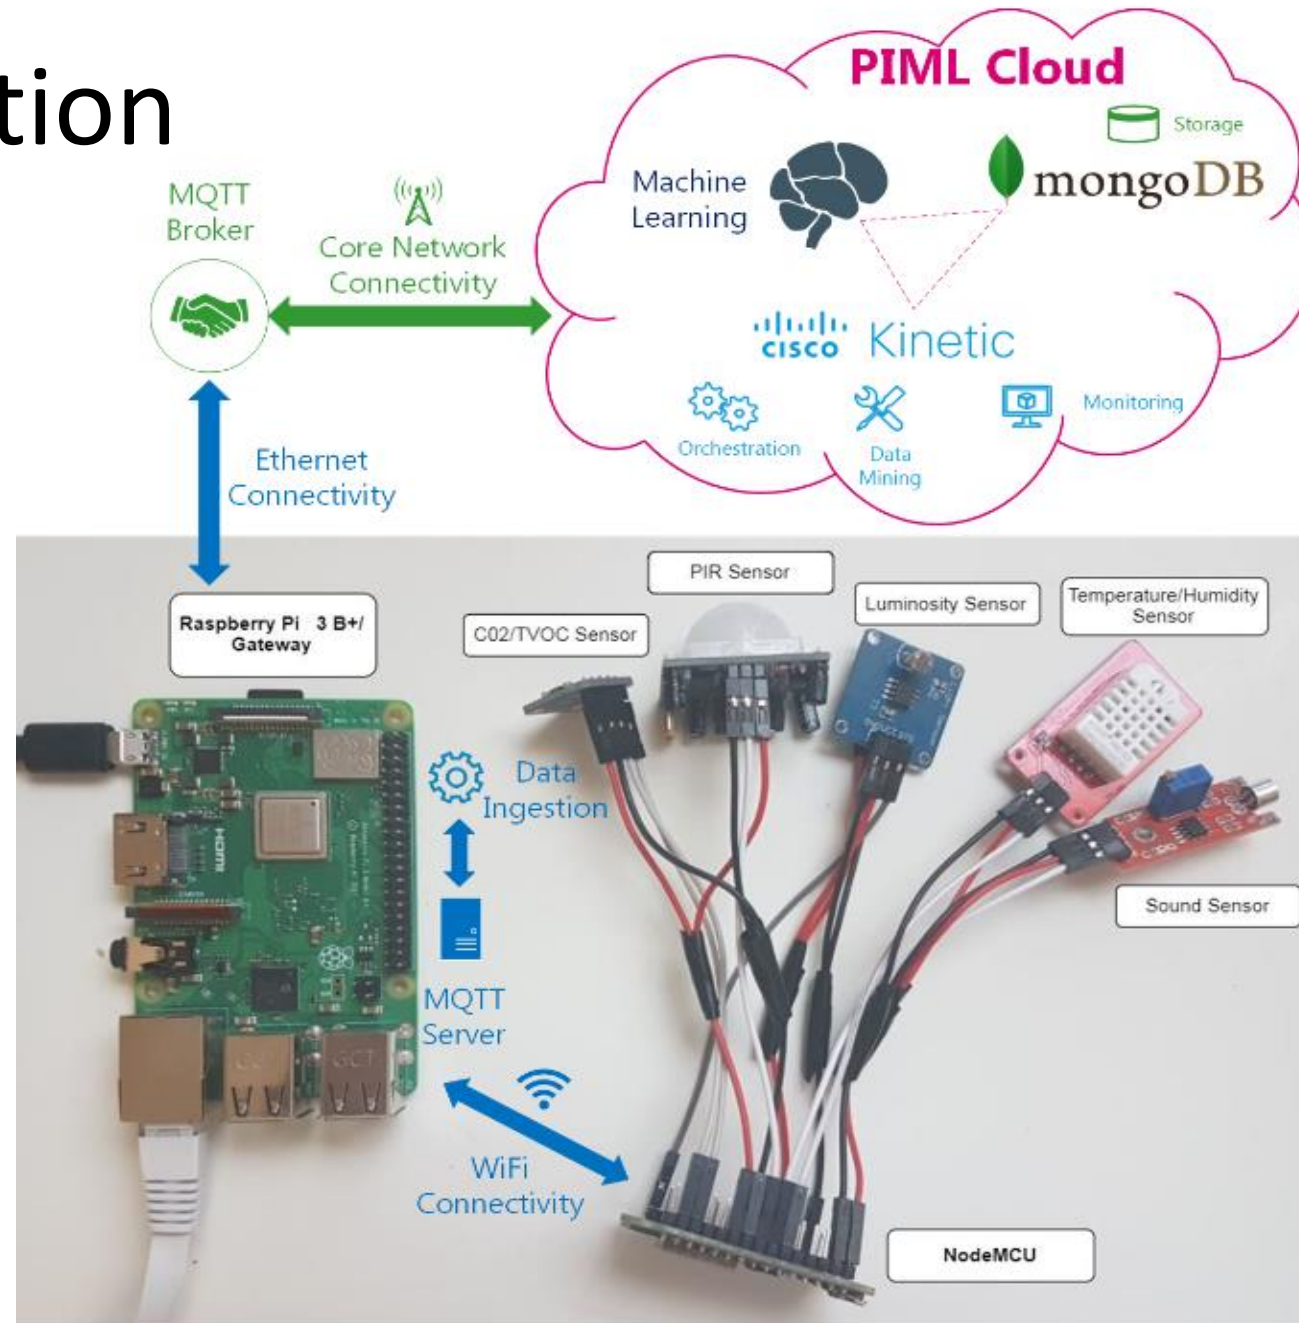 tion
PIML Cloud
Storage
mongoDB
Machine
Learning
MQTT
Broker
Core Network
Connectivity
CISCO Kinetic
Orchestration
Data
Mining
Monitoring
Ethernet
Connectivity
Raspberry Pi 3 B+/
Gateway
C02/TVOC Sensor
PIR Sensor
Luminosity Sensor
Temperature/Humidity
Sensor
Data
Ingestion
HDMI
Sound Sensor
MQTT
Server
GCT
WiFi
Connectivity
NodeMCU